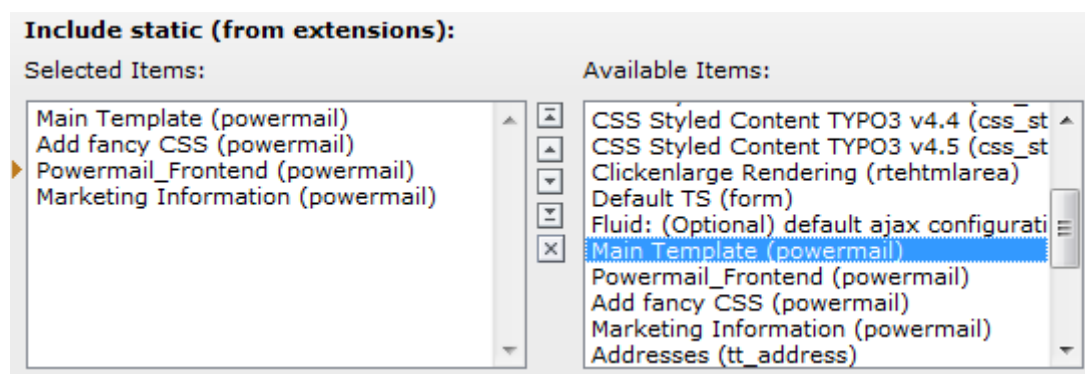 Include static (from extensions):
Selected Items:
Available Items:
Main Template (powermail)
Add fancy CSS (powermail)
Powermail_Frontend (powermail)
Marketing Information (powermail)
CSS Styled Content TYPO3 v4.4 (css_st
CSS Styled Content TYPO3 v4.5 (css_st
Clickenlarge Rendering (rtehtmlarea)
Default TS (form)
Fluid: (Optional) default ajax configurati
Main Template (powermail)
Powermail_Frontend (powermail)
Add fancy CSS (powermail)
Marketing Information (powermail)
Addresses (tt_address)